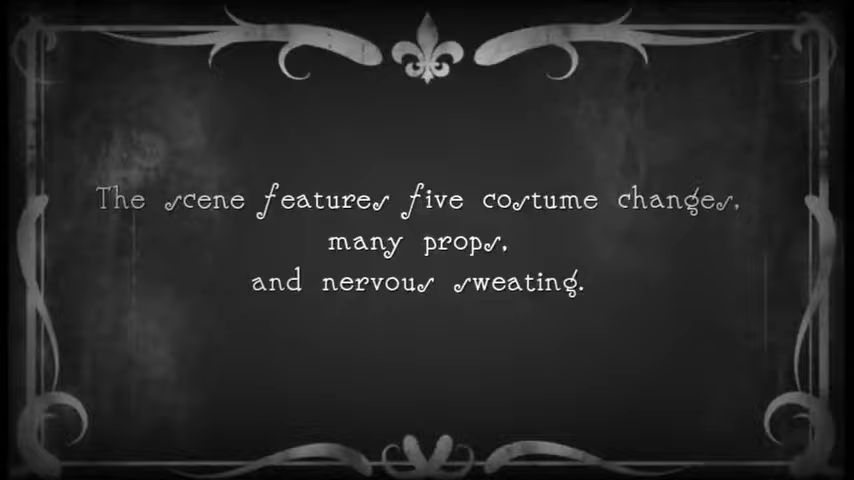 The scene features five costume changes,
many props,
and nervous sweating.